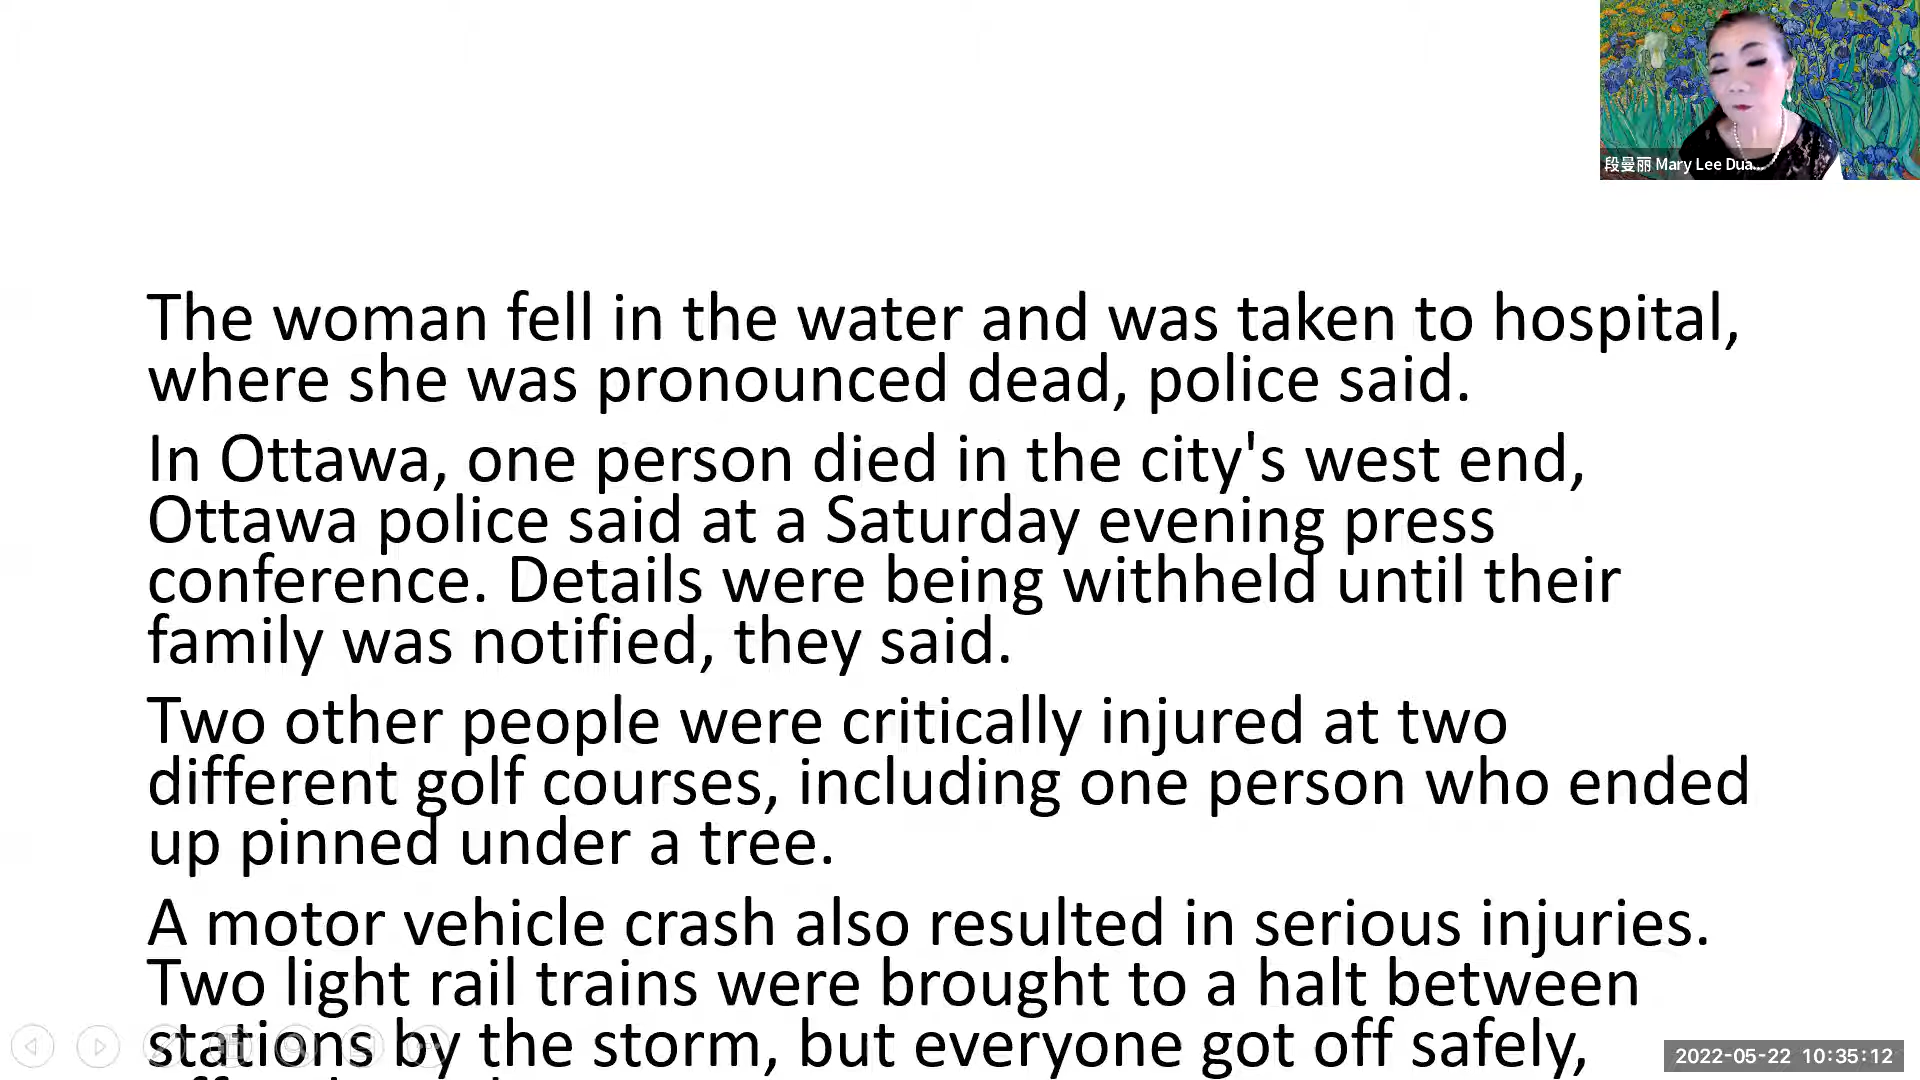 段曼丽 Mary Lee Dua...
The woman fell in the water and was taken to hospital,
where she was pronounced dead, police said.
In Ottawa, one person died in the city's west end,
Ottawa police said at a Saturday evening press
conference. Details were being withheld until their
family was notified, they said.
Two other people were critically injured at two
different golf courses, including one person who ended
up pinned under a tree.
A motor vehicle crash also resulted in serious injuries.
Two light rail trains were brought to a halt between
stations by the storm, but everyone got off safely,
2022-05-22 10:35:12